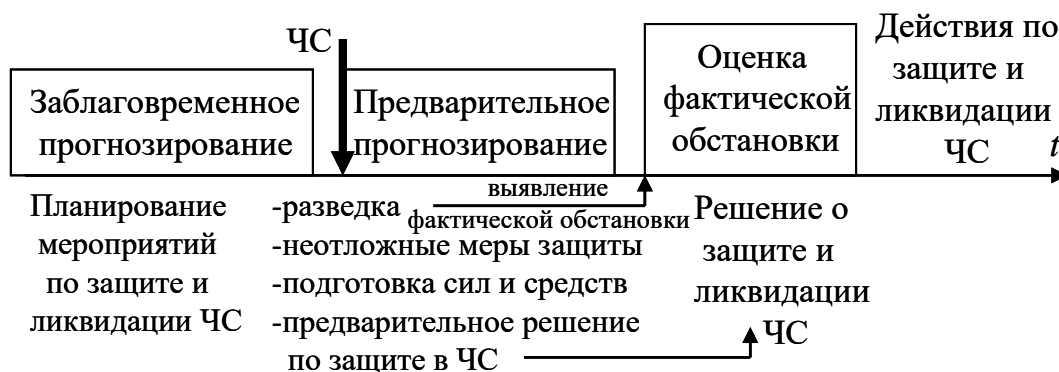 ЧС
Заблаговременное
прогнозирование
Предварительное
прогнозирование
Оценка
фактической
обстановки
Действия по
защите и
ликвидации
ЧС
t
Планирование
мероприятий
по защите и
ликвидации ЧС
-разведка
выявление
фактической обстановки
-неотложные меры защиты
-подготовка сил и средств
-предварительное решение
по защите в ЧС
Решение о
защите и
ликвидации
ЧС